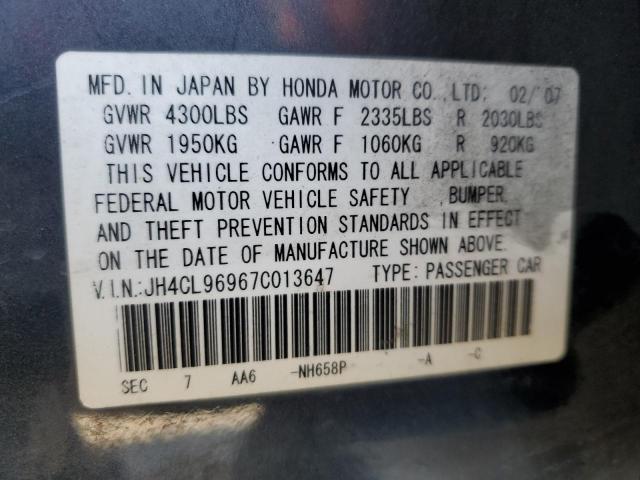 MFD. IN JAPAN BY HONDA MOTOR CO., LTD: 02/'07
GVWR 4300LBS GAWR F 2335LBS R 2030LBS
GVWR 1950KG GAWR F 1060KG R 920KG
THIS VEHICLE CONFORMS TO ALL APPLICABLE
FEDERAL MOTOR VEHICLE SAFETY , BUMPER,
AND THEFT PREVENTION STANDARDS IN EFFECT
ON THE DATE OF MANUFACTURE SHOWN ABOVE.
V.I.N.:JH4CL96967C013647 TYPE: PASSENGER CAR
SEC 7 AA6 -NH658P -A -C